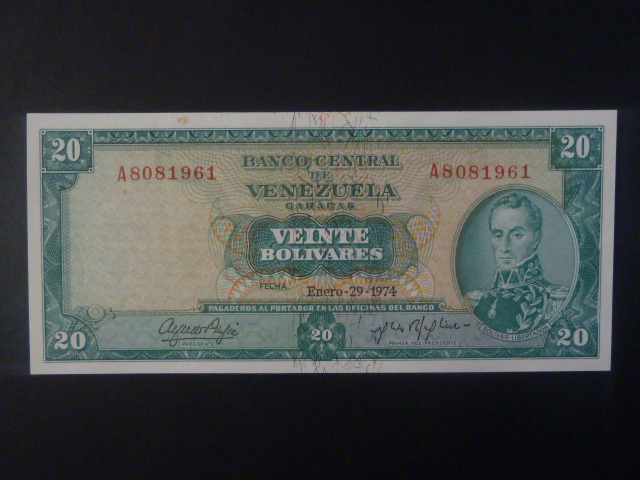 20
20
A8081961
A8081961
BANCO CENTRAL
DE
VENEZUELA
CARACAS
VEINTE
BOLIVARES
FECHA
Enero-29-1974
PAGADEROS AL PORTADOR EN LAS OFICINAS DEL BANCO
BOLIVAR-LIBERTADOR
20
20
20
PRESIDENTE
PRIMER VICE-PRESIDENTE